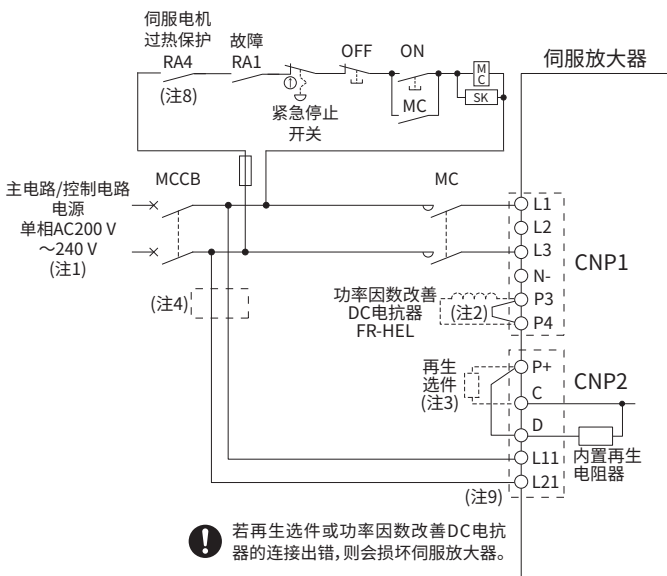 伺服电机
过热保护
RA4
(注8)
故障
RA1
紧急停止
开关
OFF
ON
MC
M
C
SK
伺服放大器
主电路/控制电路
电源
单相AC200 V
～240 V
(注1)
MCCB
MC
(注4)
L1
L2
L3
N-
P3
P4
CNP1
功率因数改善
DC电抗器
FR-HEL
(注2)
再生
选件
(注3)
P+
C
D
L11
L21
CNP2
内置再生
电阻器
(注9)
若再生选件或功率因数改善DC电抗
器的连接出错,则会损坏伺服放大器。